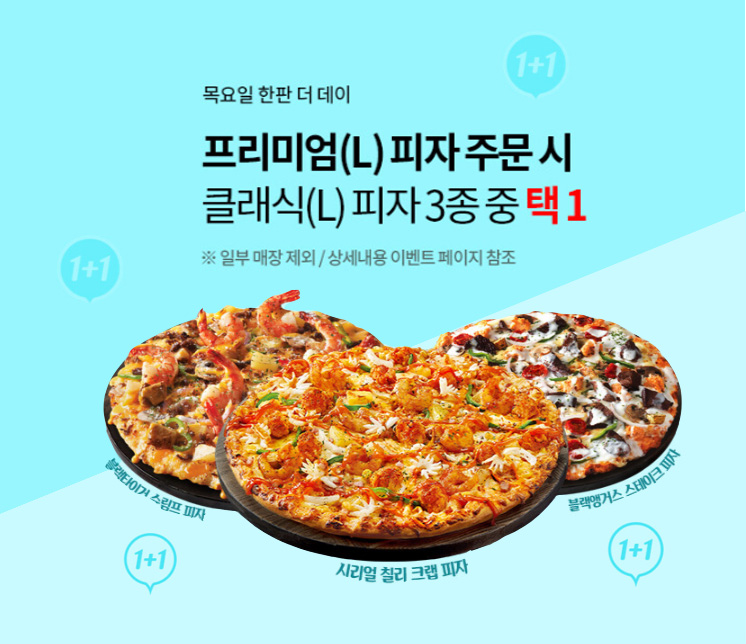 1+1
목요일 한판 더 데이
프리미엄(L) 피자 주문 시
클래식(L) 피자 3종 중 택 1
※ 일부 매장 제외 / 상세내용 이벤트 페이지 참조
1+1
블랙타이거 스림프 피자
시리얼 칠리 크랩 피자
블랙앵거스 스테이크 피자
1+1
1+1